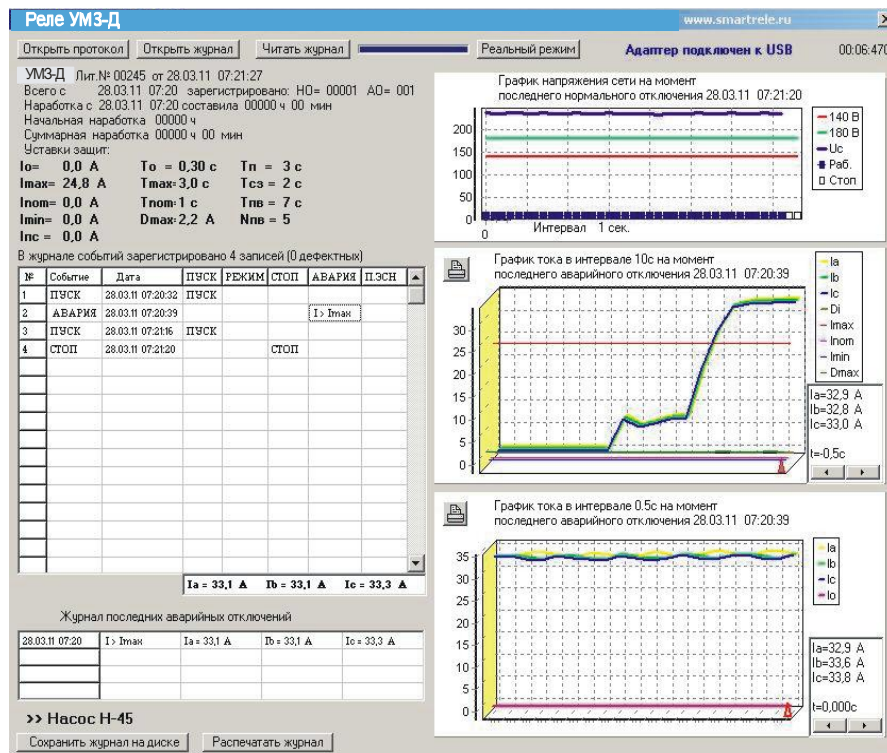 Реле УМЗ-Д
www.smartrele.ru
Открыть протокол
Открыть журнал
Читать журнал
Реальный режим
Адаптер подключен к USB
00:06:470
УМЗ-Д Лит.№ 00245 от 28.03.11 07:21:27
Всего с 28.03.11 07:20 зарегистрировано: НО= 00001 АО= 001
Наработка с 28.03.11 07:20 составила 00000 ч 00 мин
Начальная наработка 00000 ч
Суммарная наработка 00000 ч 00 мин
Уставки защит:
Io= 0,0 А То = 0,30 с Тп = 3 с
Imax= 24,8 А Tmax=3,0 с Тсз = 2 с
Inom= 0,0 А Tnom=1 с Тпв = 7 с
Imin= 0,0 А Dmax=2,2 А Nпв = 5
Inc = 0,0 А
В журнале событий зарегистрировано 4 записей (0 дефектных)
№ Событие Дата ПУСК РЕЖИМ СТОП АВАРИЯ П.ЭСН
1 ПУСК 28.03.11 07:20:32 ПУСК
2 АВАРИЯ 28.03.11 07:20:39 I> Imax
3 ПУСК 28.03.11 07:21:16 ПУСК
4 СТОП 28.03.11 07:21:20 СТОП
Ia = 33,1 А Ib = 33,1 А Ic = 33,3 А
Журнал последних аварийных отключений
28.03.11 07:20 I> Imax Ia = 33,1 А Ib = 33,1 А Ic = 33,3 А
>> Насос Н-45
Сохранить журнал на диске
Распечатать журнал
График напряжения сети на момент
последнего нормального отключения 28.03.11 07:21:20
200
150
100
50
0
0
Интервал 1 сек.
140 В
180 В
Uc
Раб.
Стоп
График тока в интервале 10с на момент
последнего аварийного отключения 28.03.11 07:20:39
30
25
20
15
10
5
0
Ia
Ib
Ic
Di
Imax
Inom
Imin
Dmax
Ia=32,9 А
Ib=32,8 А
Ic=33,0 А
t=-0,5с
График тока в интервале 0.5с на момент
последнего аварийного отключения 28.03.11 07:20:39
35
30
25
20
15
10
5
0
Ia
Ib
Ic
Io
Ia=32,9 А
Ib=33,6 А
Ic=33,8 А
t=0,000с